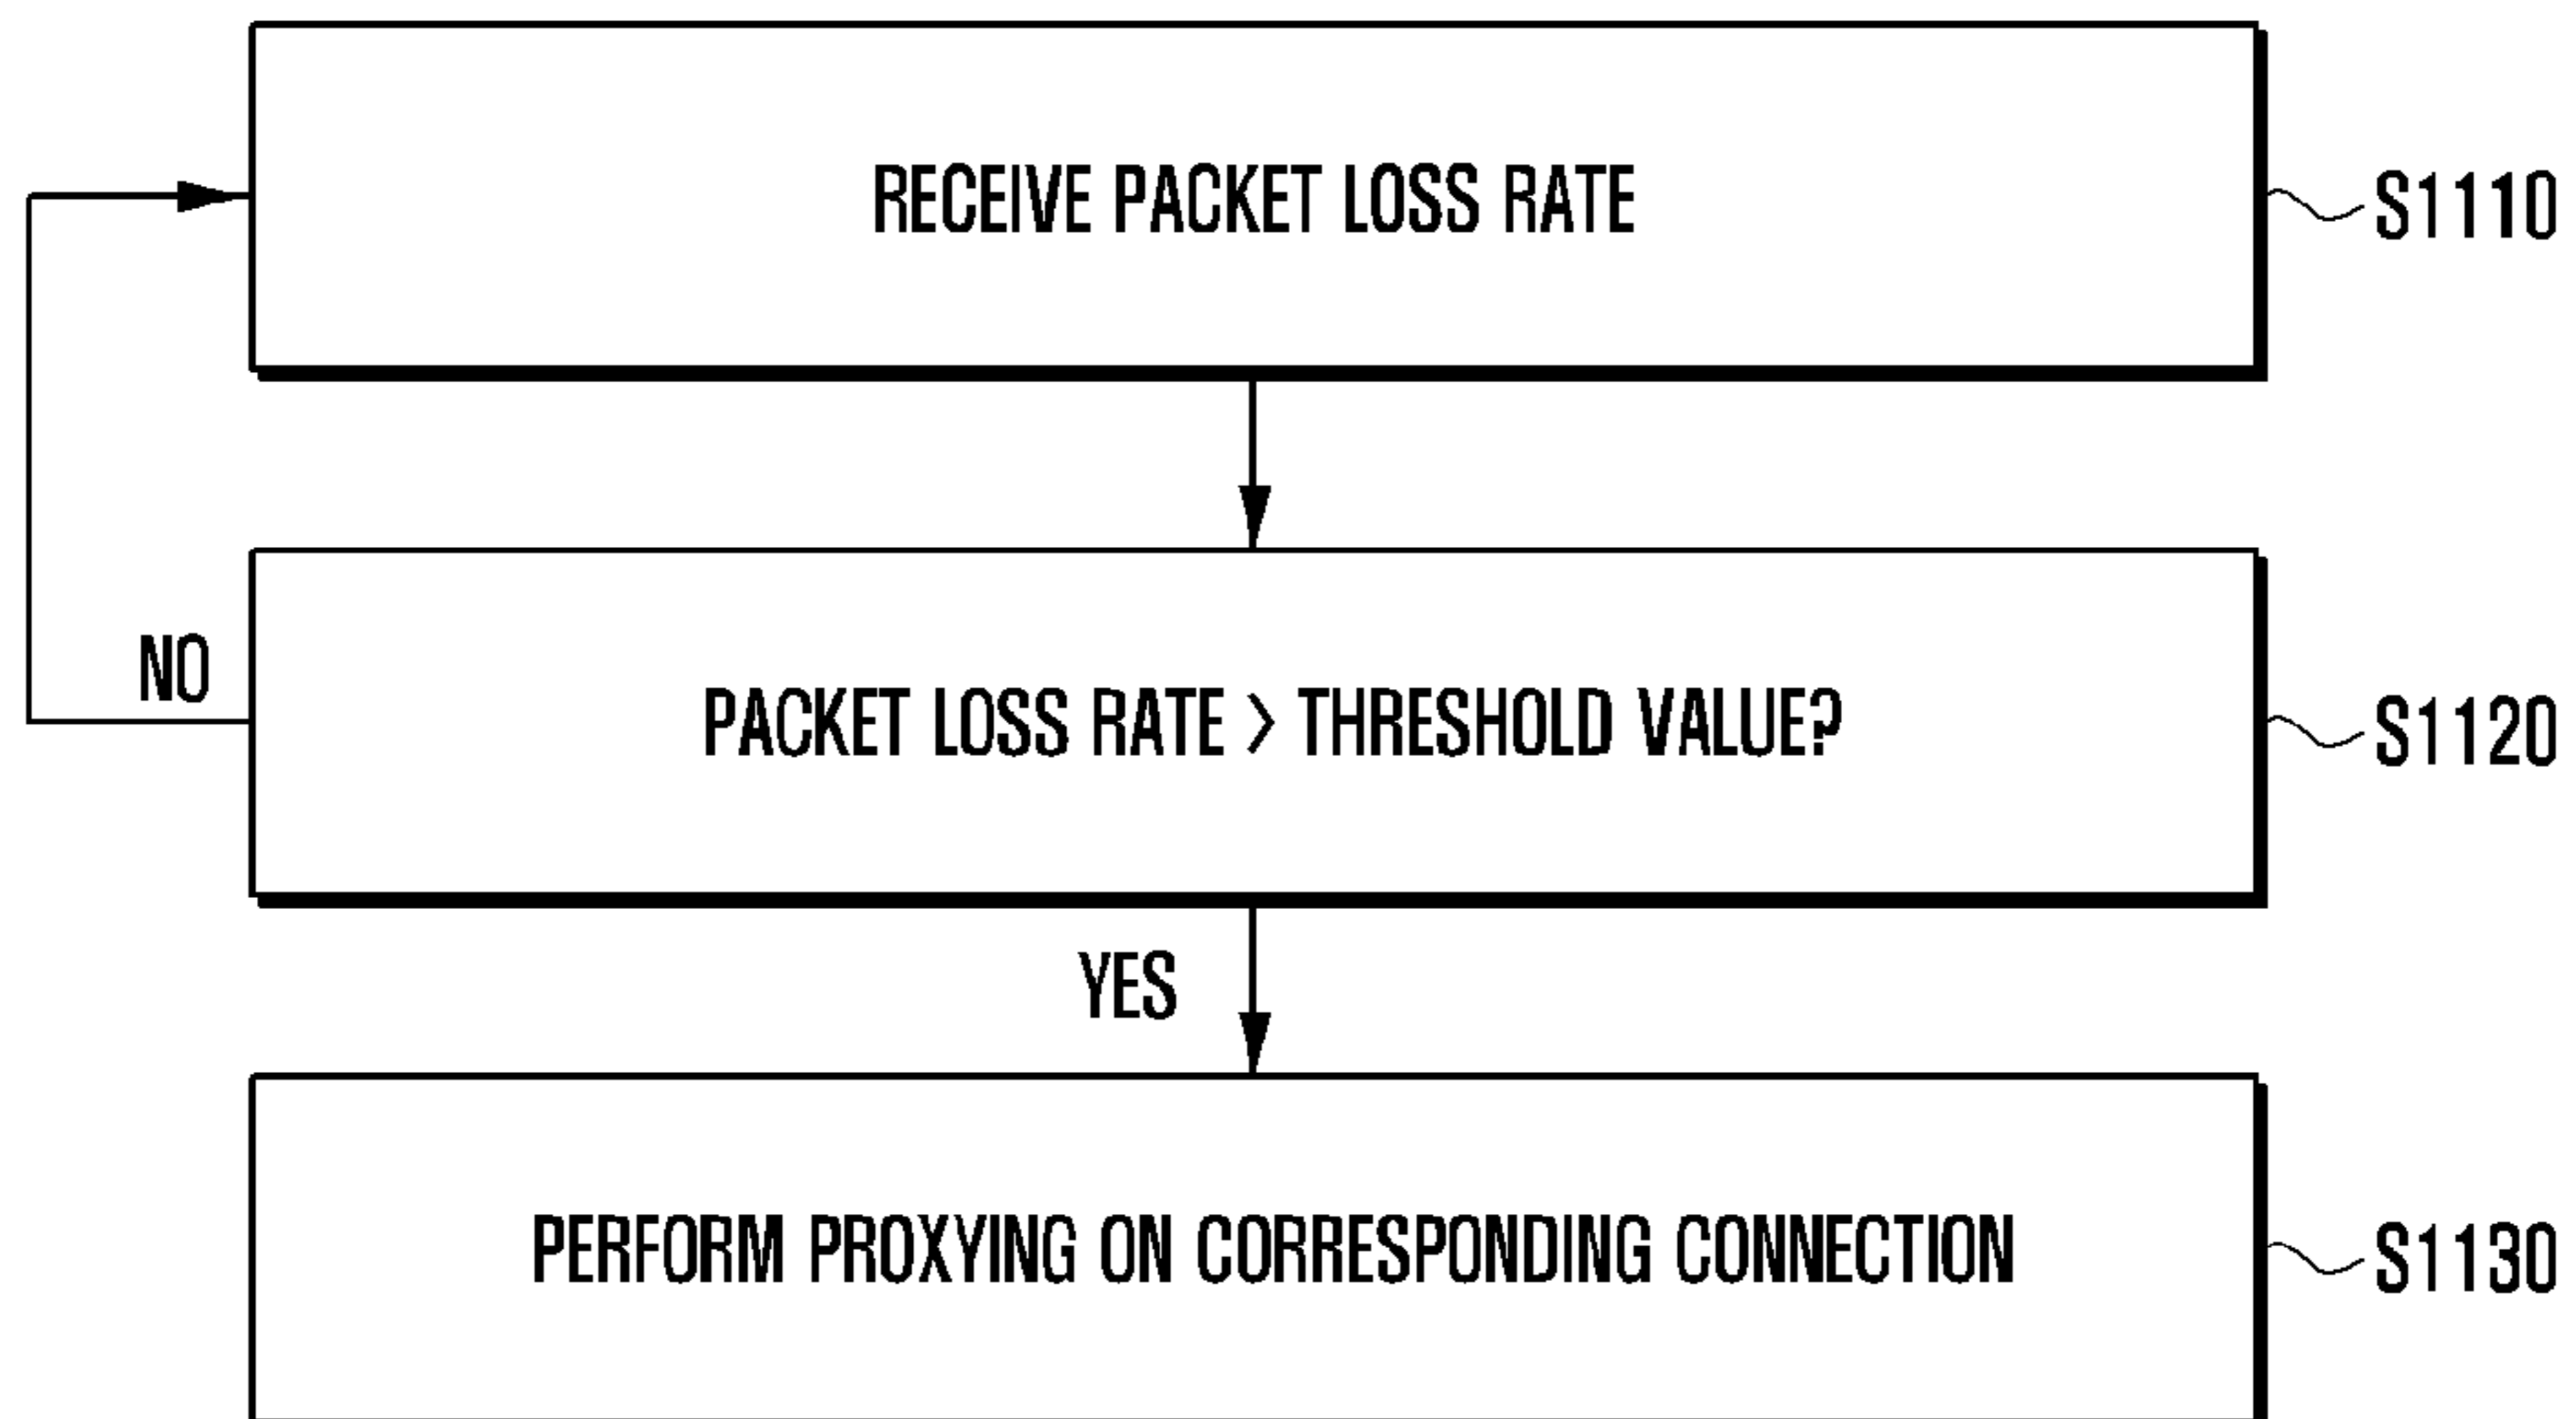 RECEIVE PACKET LOSS RATE
S1110
NO
PACKET LOSS RATE > THRESHOLD VALUE?
S1120
YES
PERFORM PROXYING ON CORRESPONDING CONNECTION
S1130